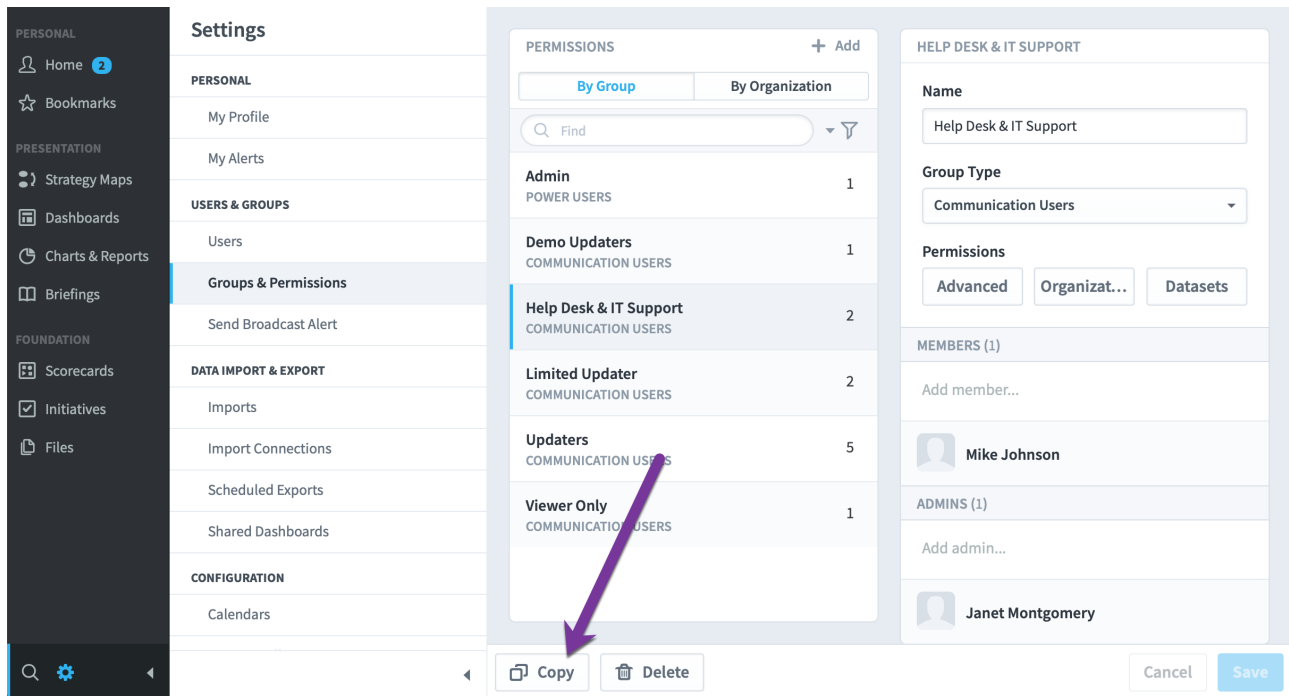 PERSONAL
Home 2
Bookmarks
PRESENTATION
Strategy Maps
Dashboards
Charts & Reports
Briefings
FOUNDATION
Scorecards
Initiatives
Files
Settings
PERSONAL
My Profile
My Alerts
USERS & GROUPS
Users
Groups & Permissions
Send Broadcast Alert
DATA IMPORT & EXPORT
Imports
Import Connections
Scheduled Exports
Shared Dashboards
CONFIGURATION
Calendars
PERMISSIONS
Add
By Group
By Organization
Find
Admin
POWER USERS
1
Demo Updaters
COMMUNICATION USERS
1
Help Desk & IT Support
COMMUNICATION USERS
2
Limited Updater
COMMUNICATION USERS
2
Updaters
COMMUNICATION USERS
5
Viewer Only
COMMUNICATION USERS
1
HELP DESK & IT SUPPORT
Name
Help Desk & IT Support
Group Type
Communication Users
Permissions
Advanced
Organizat...
Datasets
MEMBERS (1)
Add member...
Mike Johnson
ADMINS (1)
Add admin...
Janet Montgomery
Copy
Delete
Cancel
Save